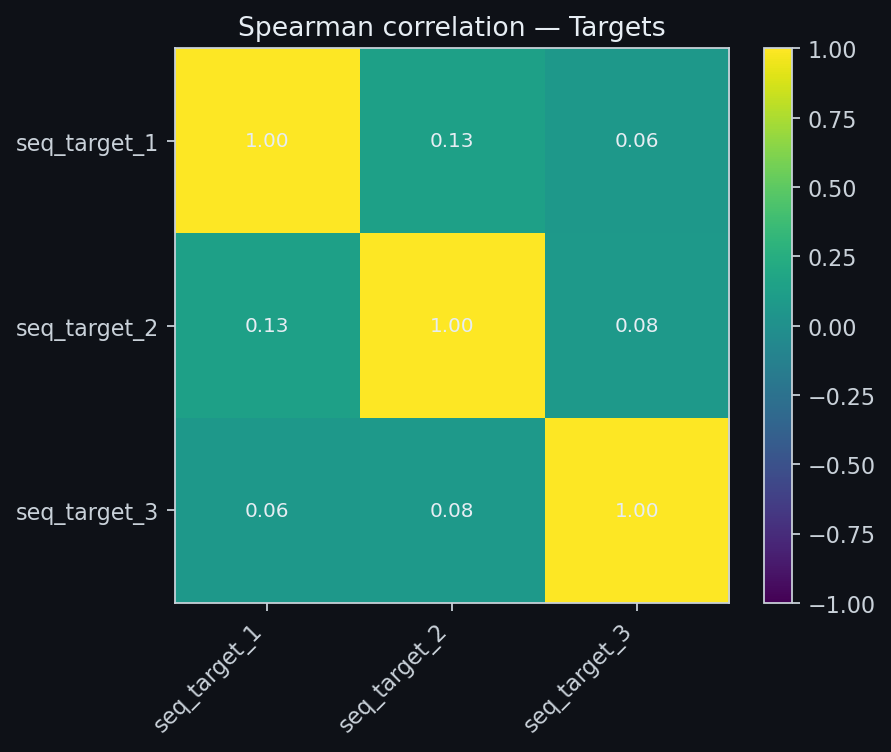 Spearman correlation — Targets
seq_target_1
1.00
0.13
0.06
seq_target_2
0.13
1.00
0.08
seq_target_3
0.06
0.08
1.00
seq_target_1
seq_target_2
seq_target_3
1.00
0.75
0.50
0.25
0.00
−0.25
−0.50
−0.75
−1.00